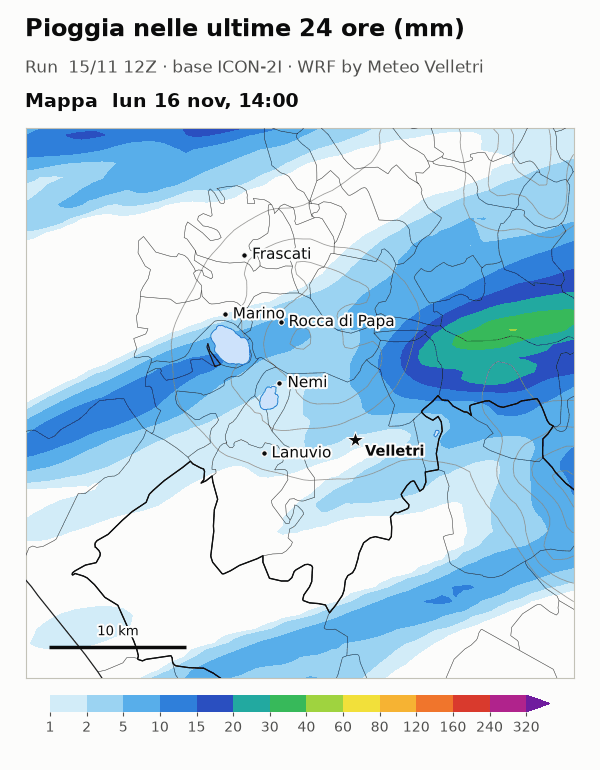 Pioggia nelle ultime 24 ore (mm)
Run 15/11 12Z · base ICON-2I · WRF by Meteo Velletri
Mappa lun 16 nov, 14:00
Frascati
Marino
Rocca di Papa
Nemi
Velletri
Lanuvio
10 km
1 2 5 10 15 20 30 40 60 80 120 160 240 320